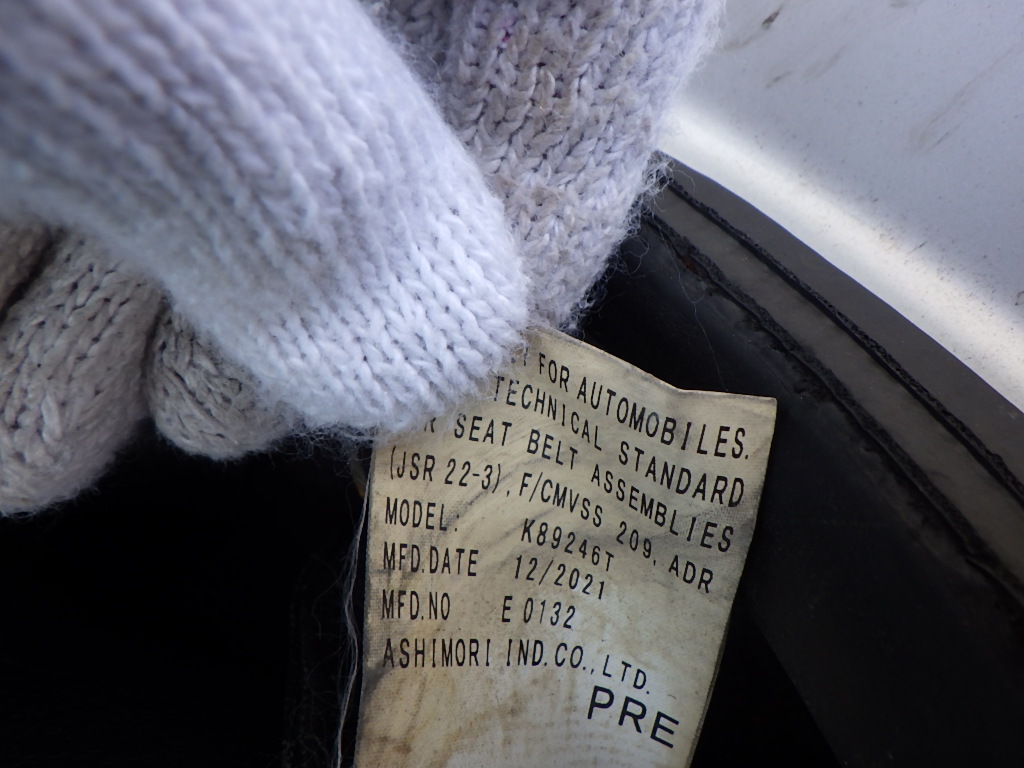 FOR AUTOMOBILES.
TECHNICAL STANDARD
SEAT BELT ASSEMBLIES
(JSR 22-3), F/CMVSS 209, ADR
MODEL: K89246T
MFD.DATE 12/2021
MFD.NO E 0132
ASHIMORI IND.CO.,LTD.
PRE